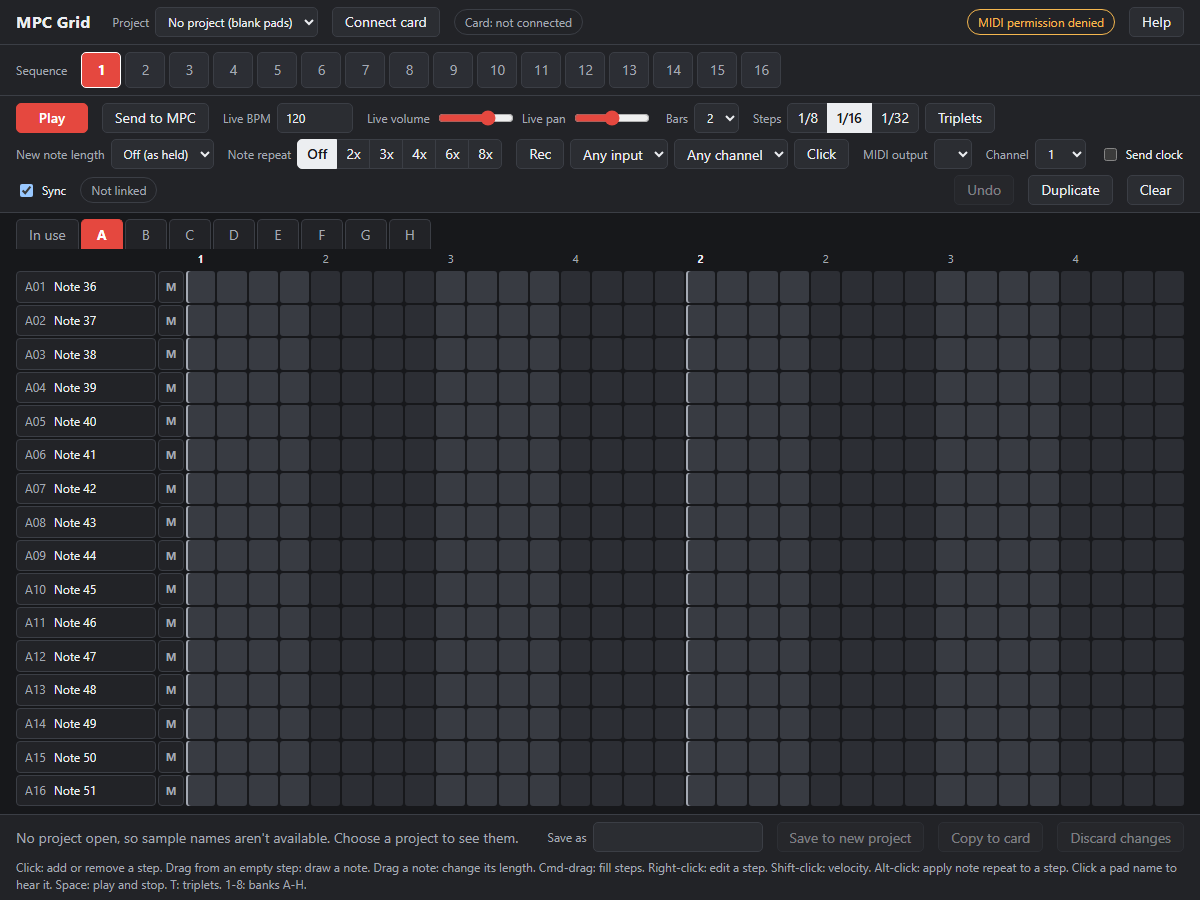 MPC Grid Project No project (blank pads) Connect card Card: not connected MIDI permission denied Help
Sequence 1 2 3 4 5 6 7 8 9 10 11 12 13 14 15 16
Play Send to MPC Live BPM 120 Live volume Live pan Bars 2 Steps 1/8 1/16 1/32 Triplets
New note length Off (as held) Note repeat Off 2x 3x 4x 6x 8x Rec Any input Any channel Click MIDI output Channel 1 Send clock
Sync Not linked Undo Duplicate Clear
In use A B C D E F G H
1 2 3 4 2 2 3 4
A01 Note 36 M
A02 Note 37 M
A03 Note 38 M
A04 Note 39 M
A05 Note 40 M
A06 Note 41 M
A07 Note 42 M
A08 Note 43 M
A09 Note 44 M
A10 Note 45 M
A11 Note 46 M
A12 Note 47 M
A13 Note 48 M
A14 Note 49 M
A15 Note 50 M
A16 Note 51 M
No project open, so sample names aren't available. Choose a project to see them. Save as Save to new project Copy to card Discard changes
Click: add or remove a step. Drag from an empty step: draw a note. Drag a note: change its length. Cmd-drag: fill steps. Right-click: edit a step. Shift-click: velocity. Alt-click: apply note repeat to a step. Click a pad name to
hear it. Space: play and stop. T: triplets. 1-8: banks A-H.